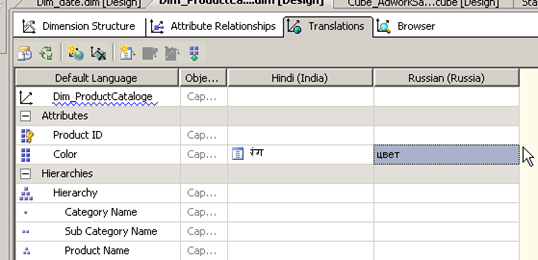 Dim_date.dim [Design] Dim_ProductCa....dim [Design] Cube_AdworkSa...cube [Design] Sta
Dimension Structure Attribute Relationships Translations Browser
Default Language Obje... Hindi (India) Russian (Russia)
Dim_ProductCataloge Cap...
Attributes
Product ID Cap...
Color Cap... रंग цвет
Hierarchies
Hierarchy Cap...
Category Name Cap...
Sub Category Name Cap...
Product Name Cap...